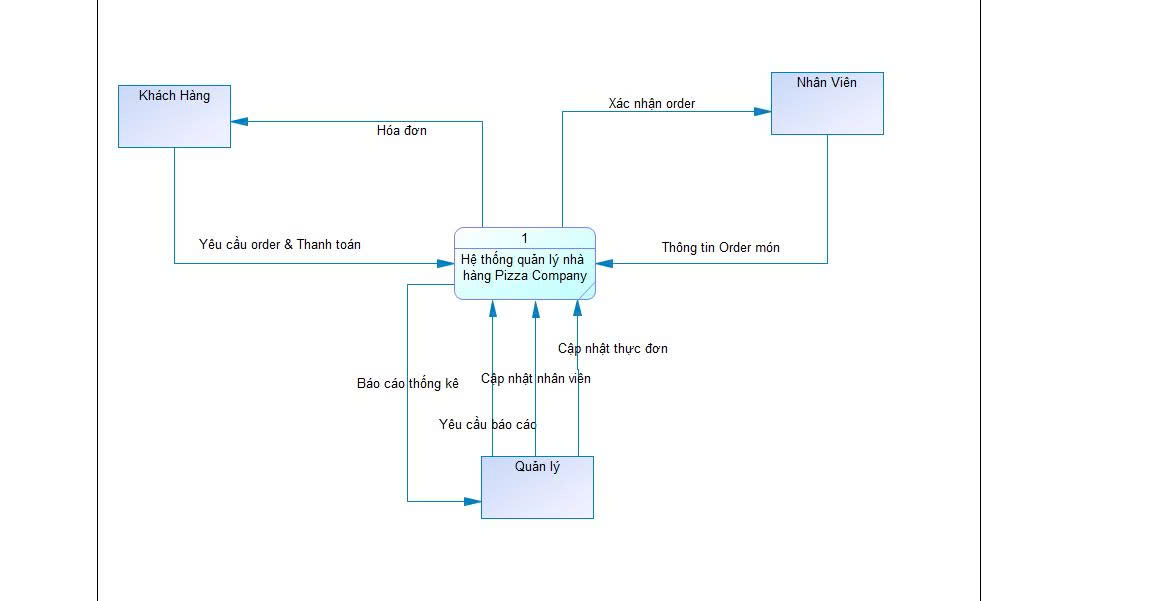 Nhân Viên
Khách Hàng
Xác nhận order
Hóa đơn
1
Yêu cầu order & Thanh toán
Thông tin Order món
Hệ thống quản lý nhà
hàng Pizza Company
Cập nhật thực đơn
Cập nhật nhân viên
Báo cáo thống kê
Yêu cầu báo cáo
Quản lý